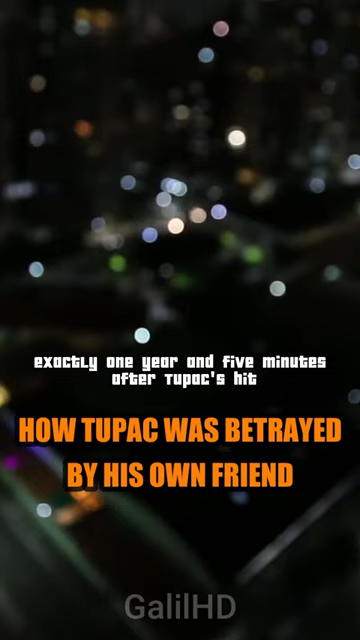 exactly one year and five minutes
after Tupac's hit
HOW TUPAC WAS BETRAYED
BY HIS OWN FRIEND
GalilHD